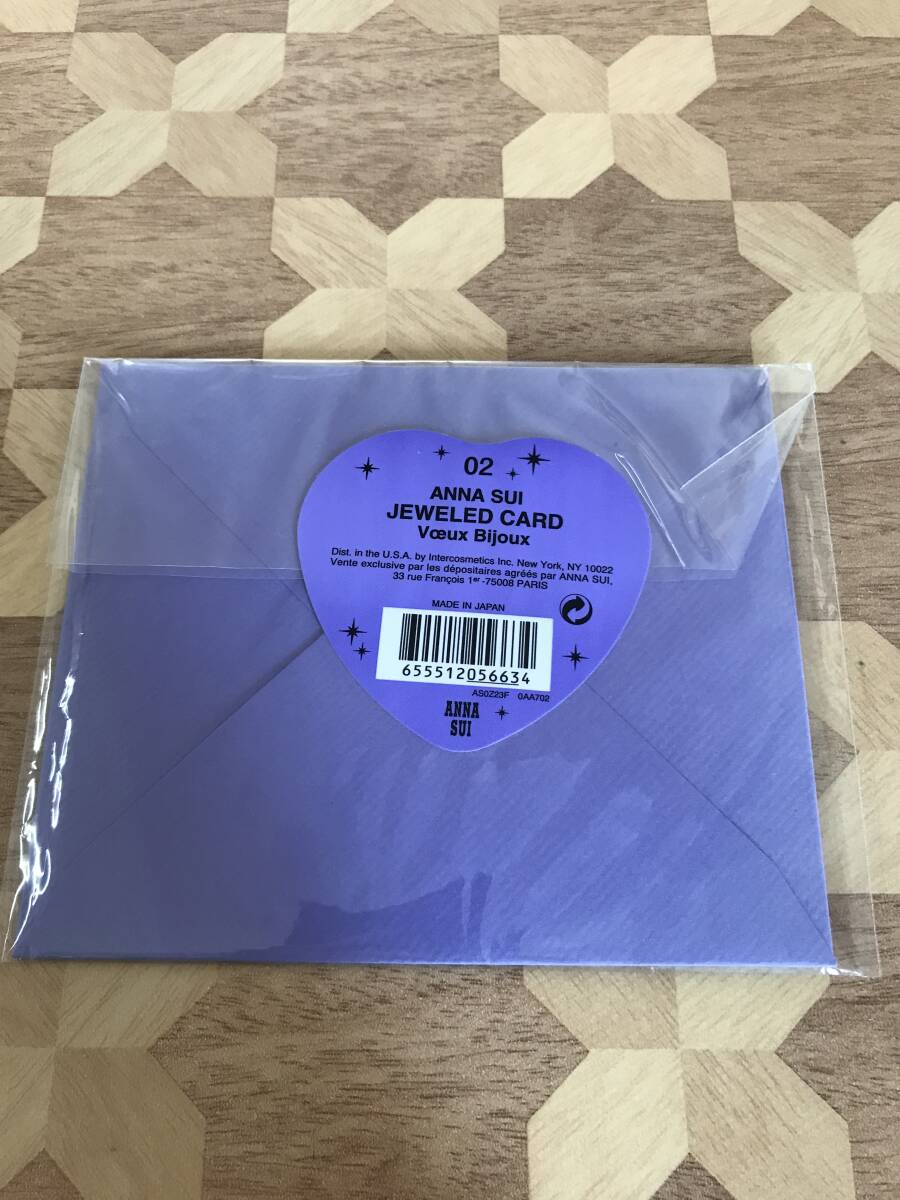 02
ANNA SUI
JEWELED CARD
Vœux Bijoux
Dist. in the U.S.A. by Intercosmetics Inc. New York, NY 10022
Vente exclusive par les dépositaires agréés par ANNA SUI,
33 rue François 1er -75008 PARIS
MADE IN JAPAN
655512056634
AS0Z23F 0AA702
ANNA
SUI